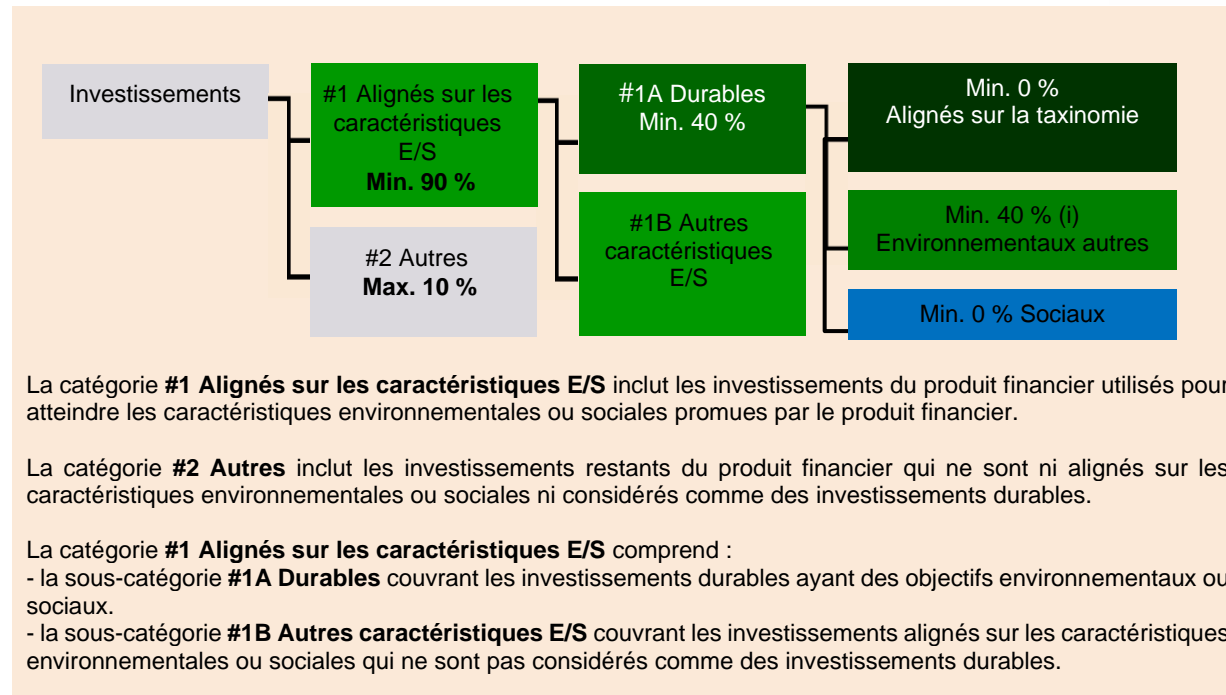 Investissements
#1 Alignés sur les
caractéristiques
E/S
Min. 90 %
#2 Autres
Max. 10 %
#1A Durables
Min. 40 %
#1B Autres
caractéristiques
E/S
Min. 0 %
Alignés sur la taxinomie
Min. 40 % (i)
Environnementaux autres
Min. 0 % Sociaux
La catégorie #1 Alignés sur les caractéristiques E/S inclut les investissements du produit financier utilisés pour
atteindre les caractéristiques environnementales ou sociales promues par le produit financier.
La catégorie #2 Autres inclut les investissements restants du produit financier qui ne sont ni alignés sur les
caractéristiques environnementales ou sociales ni considérés comme des investissements durables.
La catégorie #1 Alignés sur les caractéristiques E/S comprend :
- la sous-catégorie #1A Durables couvrant les investissements durables ayant des objectifs environnementaux ou
sociaux.
- la sous-catégorie #1B Autres caractéristiques E/S couvrant les investissements alignés sur les caractéristiques
environnementales ou sociales qui ne sont pas considérés comme des investissements durables.